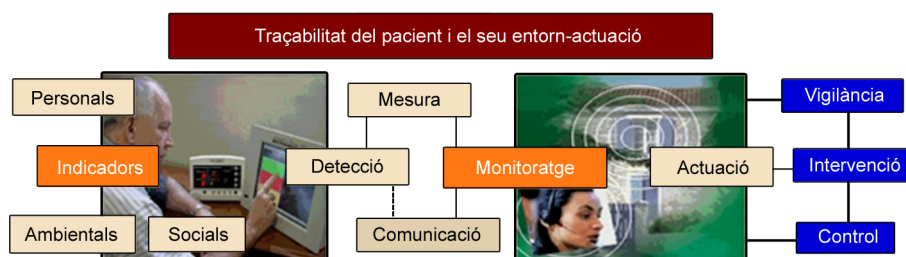 Traçabilitat del pacient i el seu entorn-actuació
Personals
Mesura
Vigilància
Indicadors
Detecció
Monitoratge
Actuació
Intervenció
Ambientals
Socials
Comunicació
Control